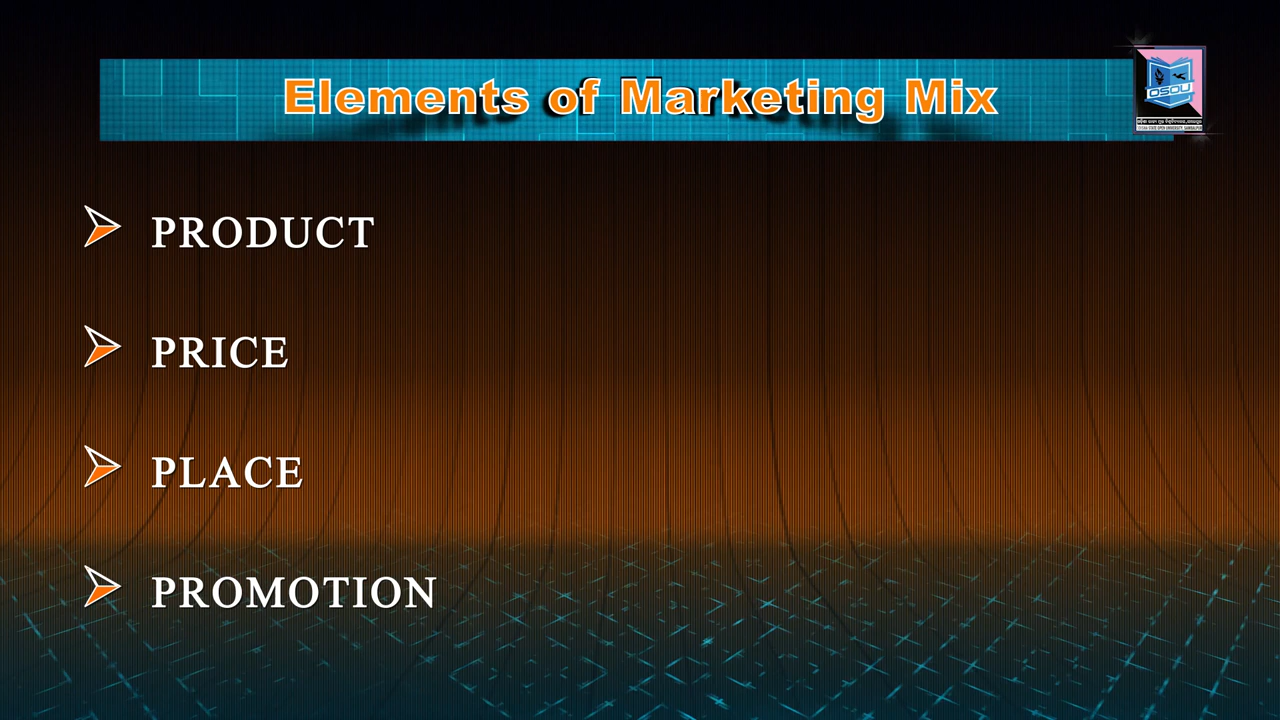 Elements of Marketing Mix
OSOU
PRODUCT
PRICE
PLACE
PROMOTION